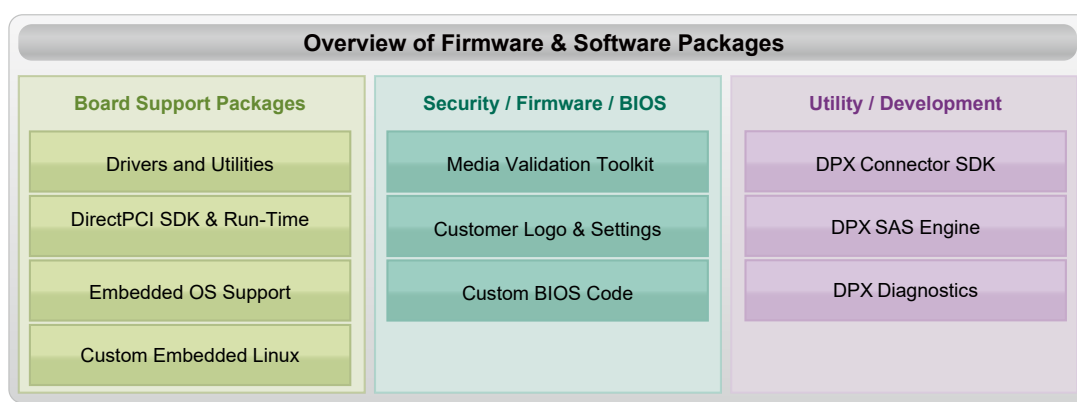 Overview of Firmware & Software Packages
Board Support Packages
Drivers and Utilities
DirectPCI SDK & Run-Time
Embedded OS Support
Custom Embedded Linux
Security / Firmware / BIOS
Media Validation Toolkit
Customer Logo & Settings
Custom BIOS Code
Utility / Development
DPX Connector SDK
DPX SAS Engine
DPX Diagnostics